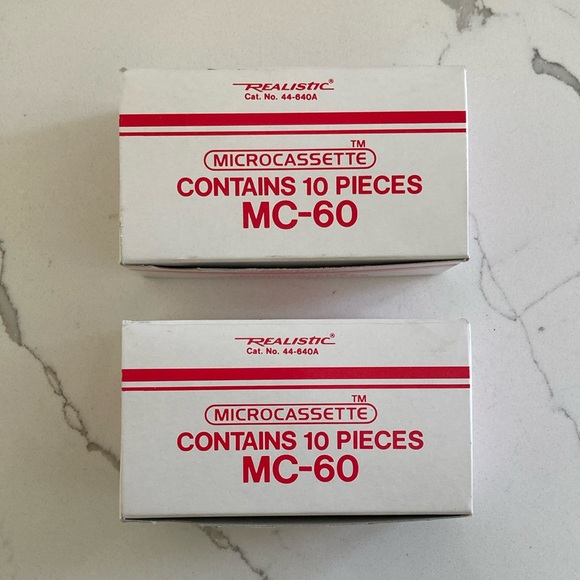 REALISTIC®
Cat. No. 44-640A
MICROCASSETTE™
CONTAINS 10 PIECES
MC-60
REALISTIC®
Cat. No. 44-640A
MICROCASSETTE™
CONTAINS 10 PIECES
MC-60